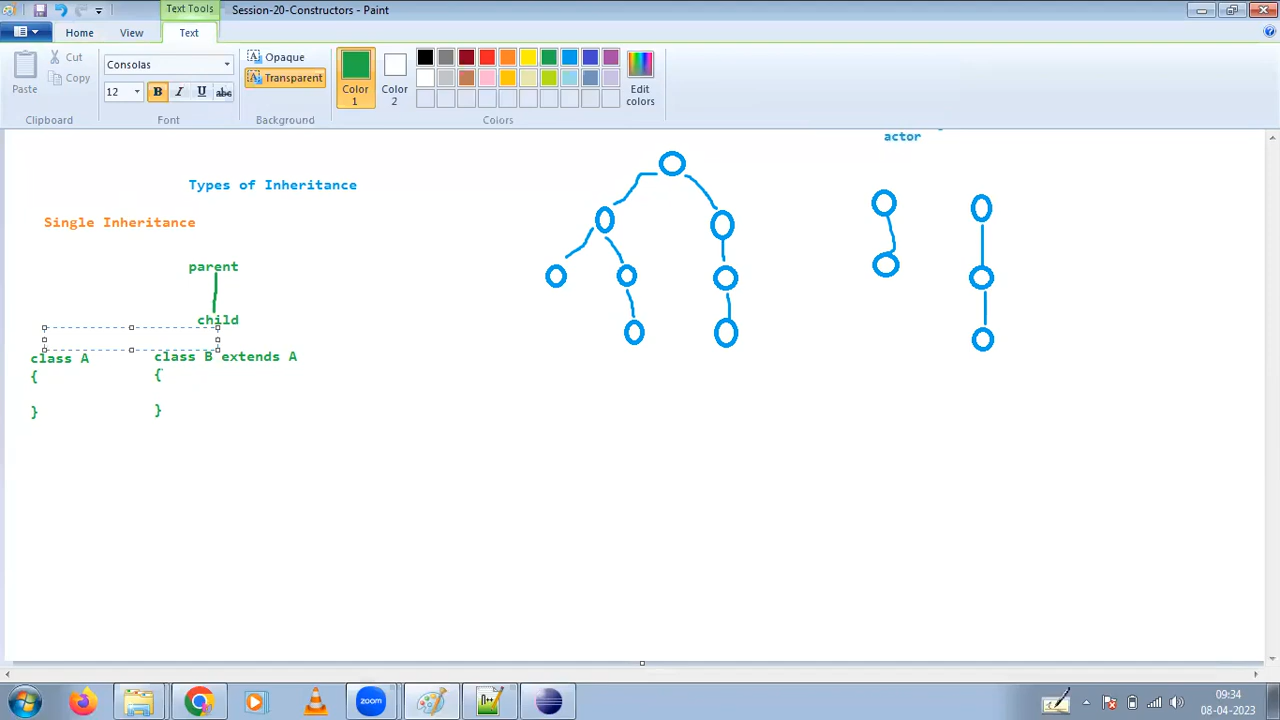 Session-20-Constructors - Paint
Text Tools
Home
View
Text
Paste
Cut
Copy
Clipboard
Consolas
12
B
I
U
abc
Font
Opaque
Transparent
Background
Color 1
Color 2
Edit colors
Colors
actor
Types of Inheritance
Single Inheritance
parent
child
class A
{
}
class B extends A
{
}
zoom
09:34
08-04-2023